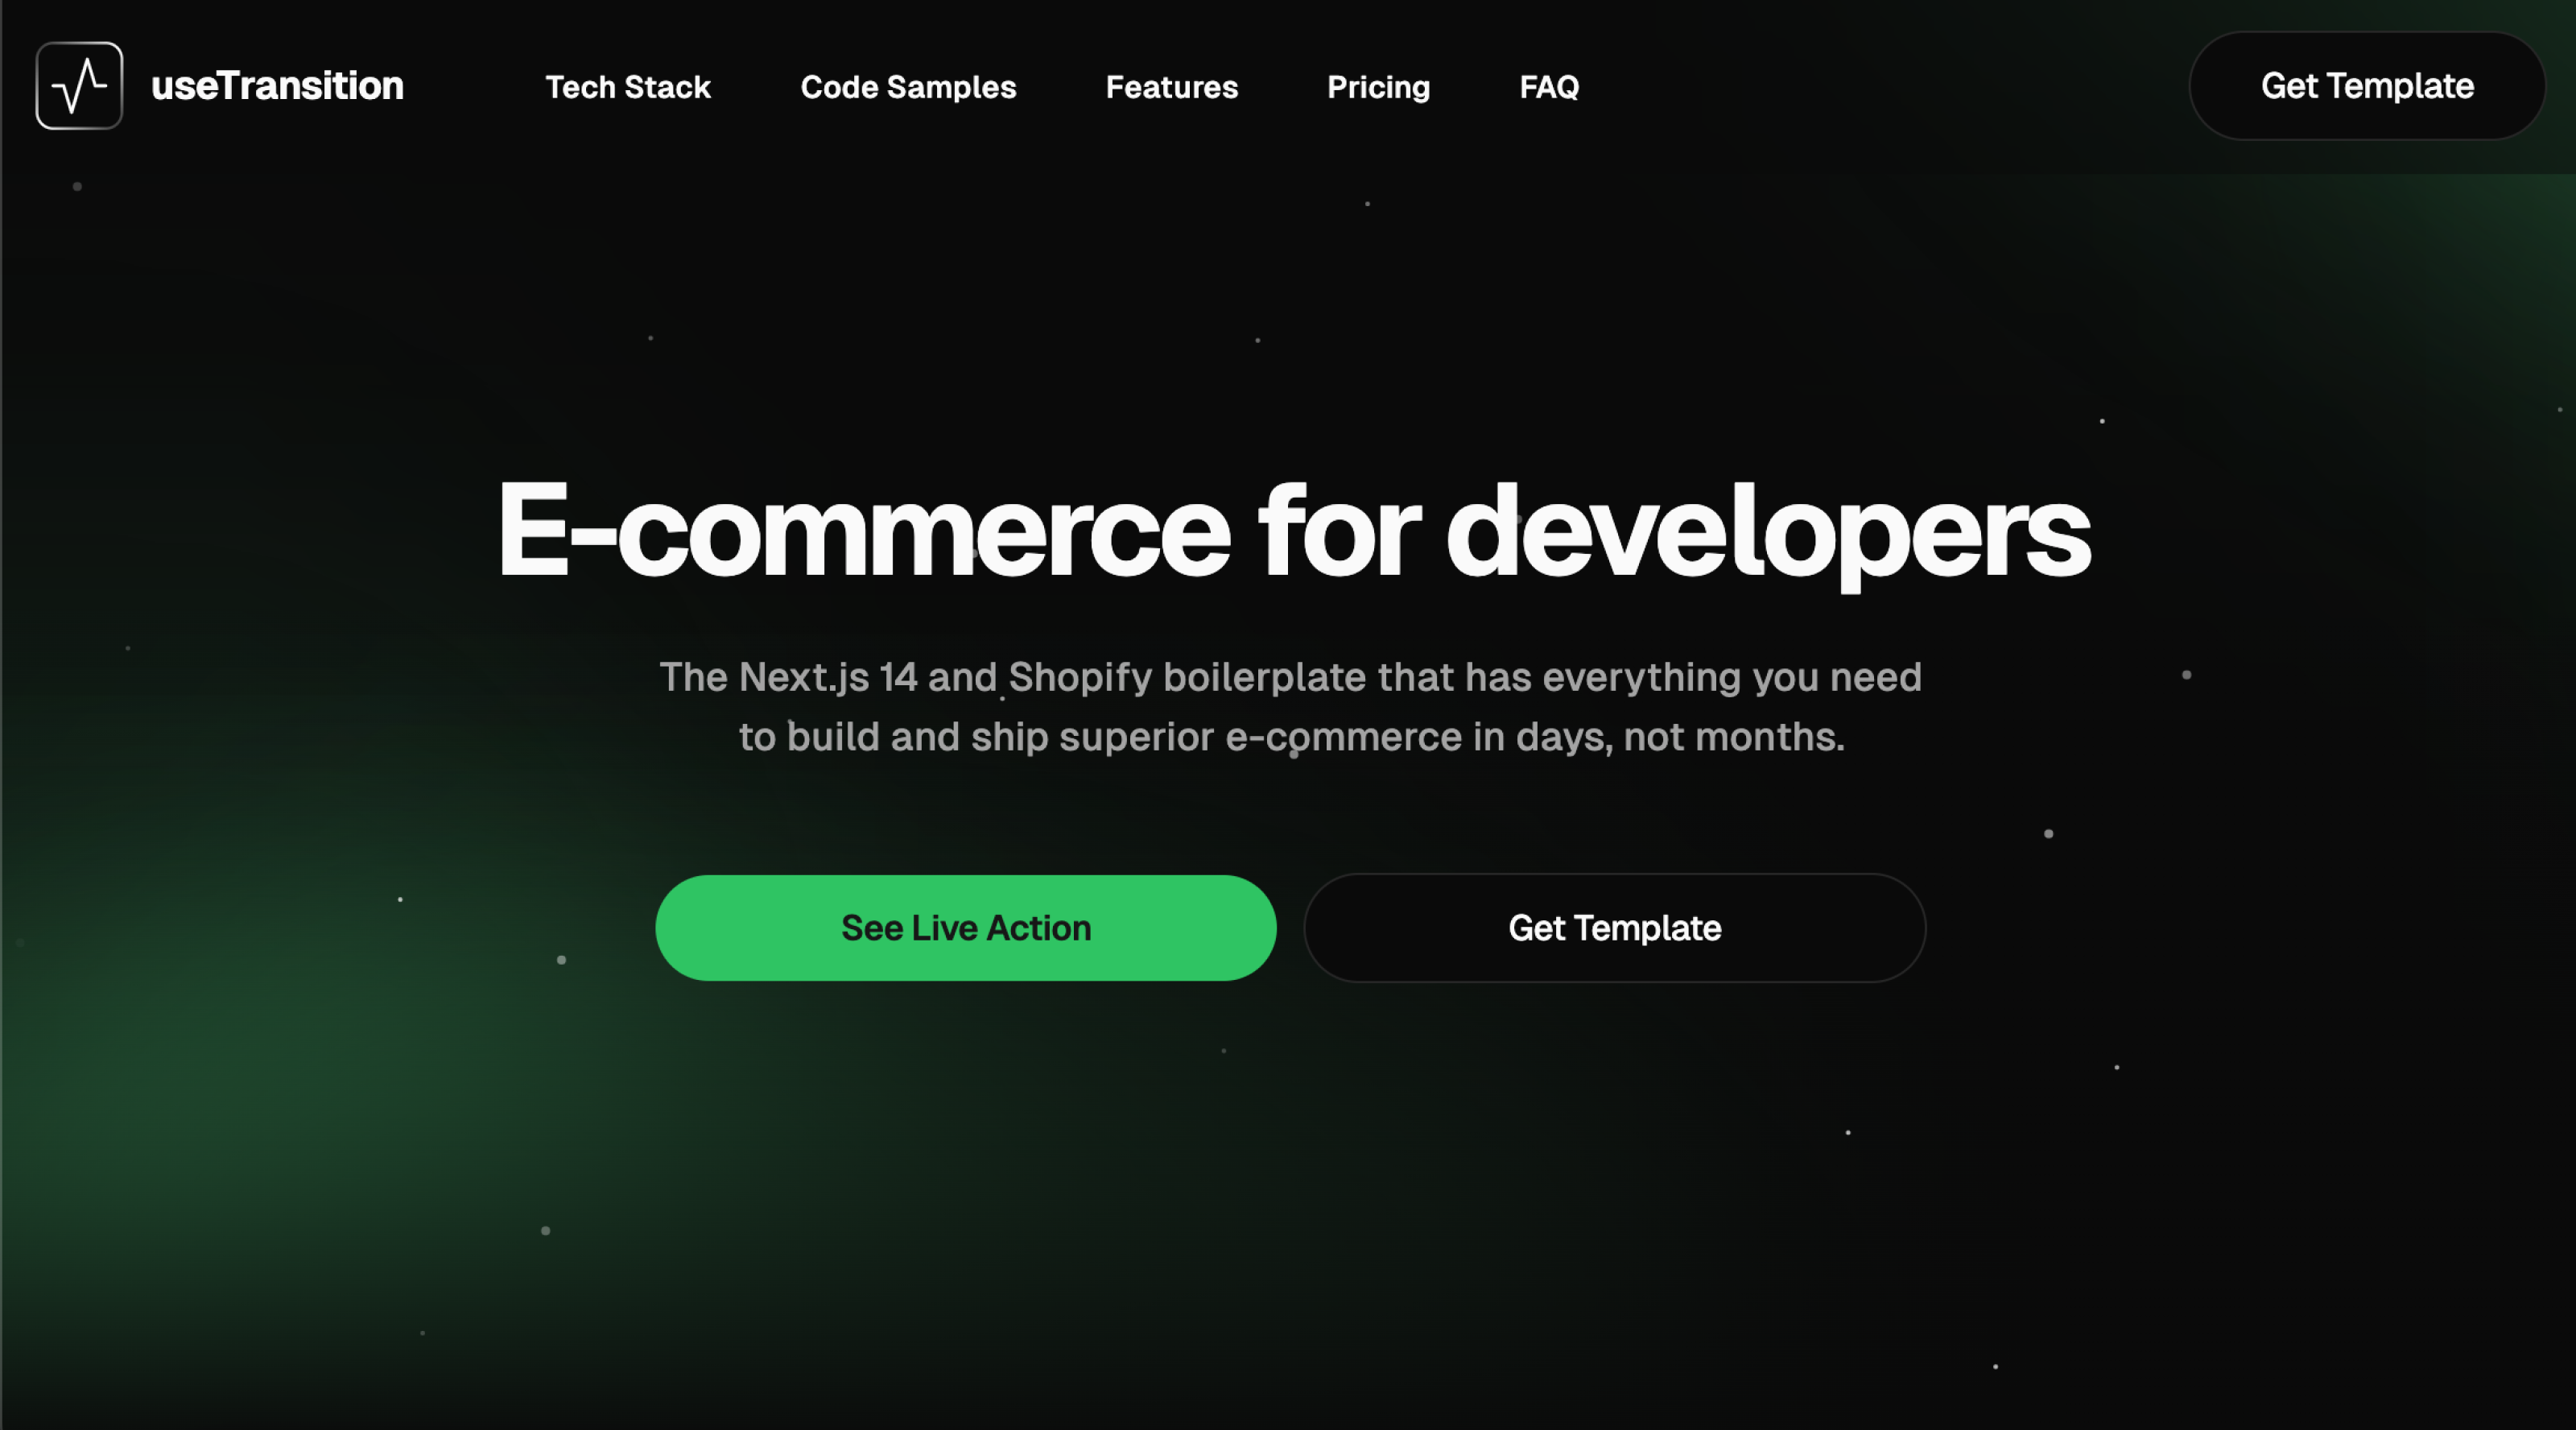 useTransition
Tech Stack
Code Samples
Features
Pricing
FAQ
Get Template
E-commerce for developers
The Next.js 14 and Shopify boilerplate that has everything you need
to build and ship superior e-commerce in days, not months.
See Live Action
Get Template